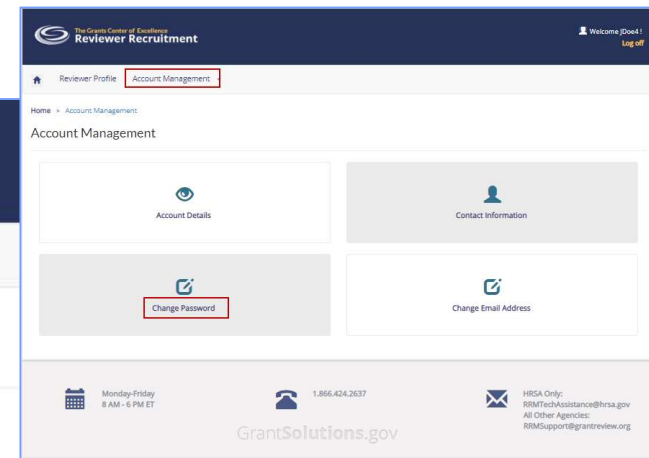 The Grants Center of Excellence
Reviewer Recruitment
Welcome JDoe4 !
Log off
Reviewer Profile Account Management
Home > Account Management
Account Management
Account Details
Contact Information
Change Password
Change Email Address
Monday-Friday
8 AM - 6 PM ET
1.866.424.2637
HRSA Only:
RRMTechAssistance@hrsa.gov
All Other Agencies:
RRMSupport@grantreview.org
GrantSolutions.gov